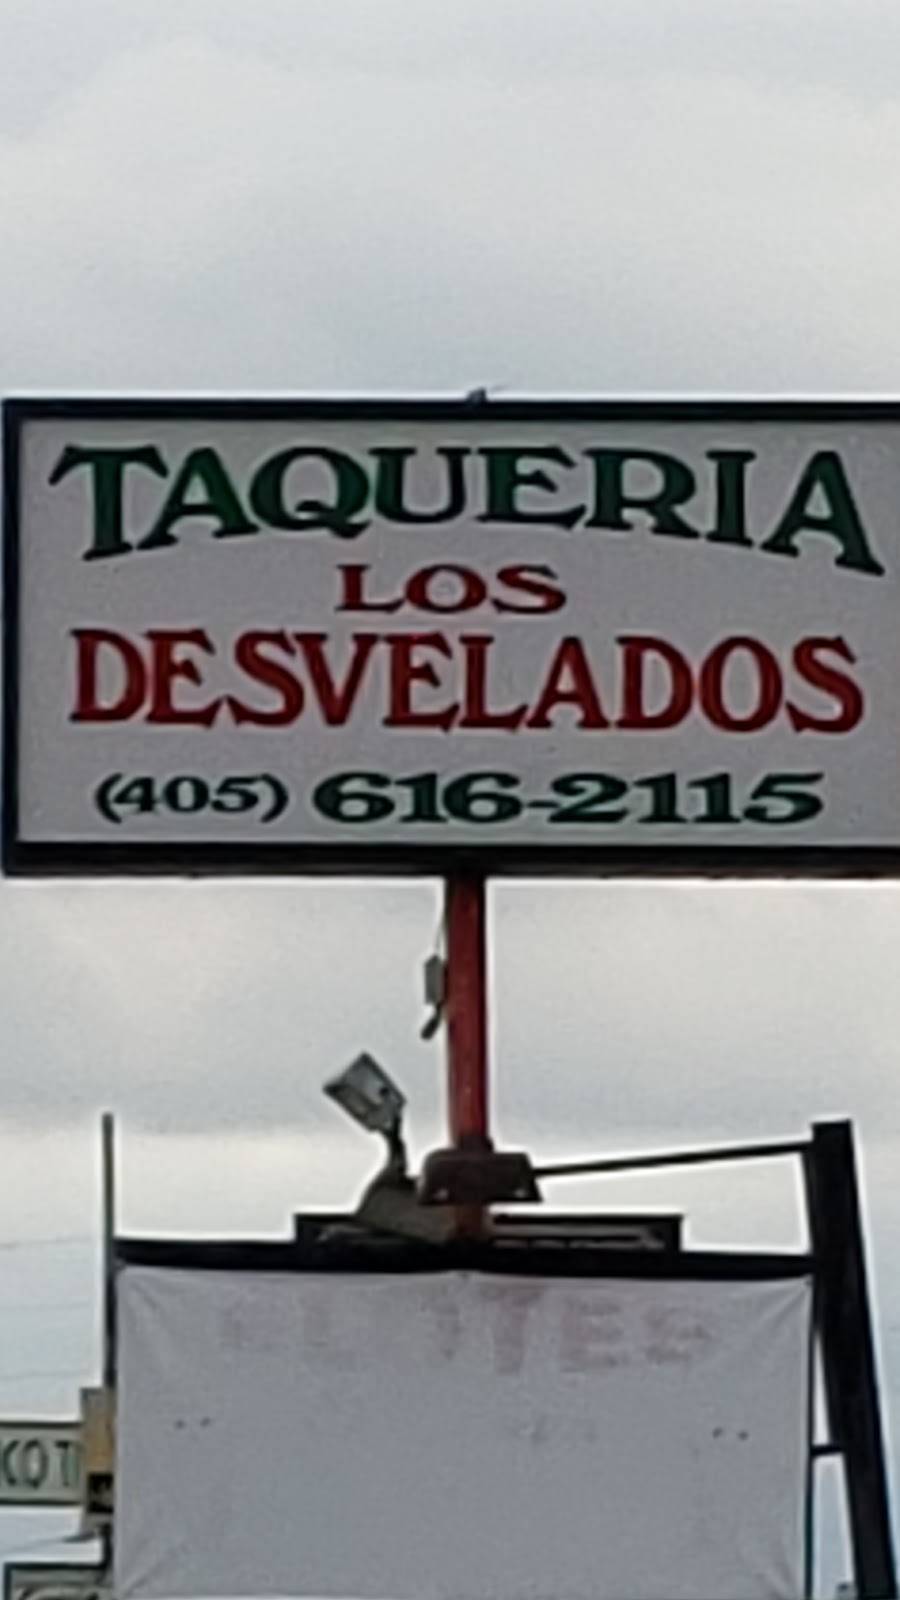 TAQUERIA
LOS
DESVELADOS
(405) 616-2115